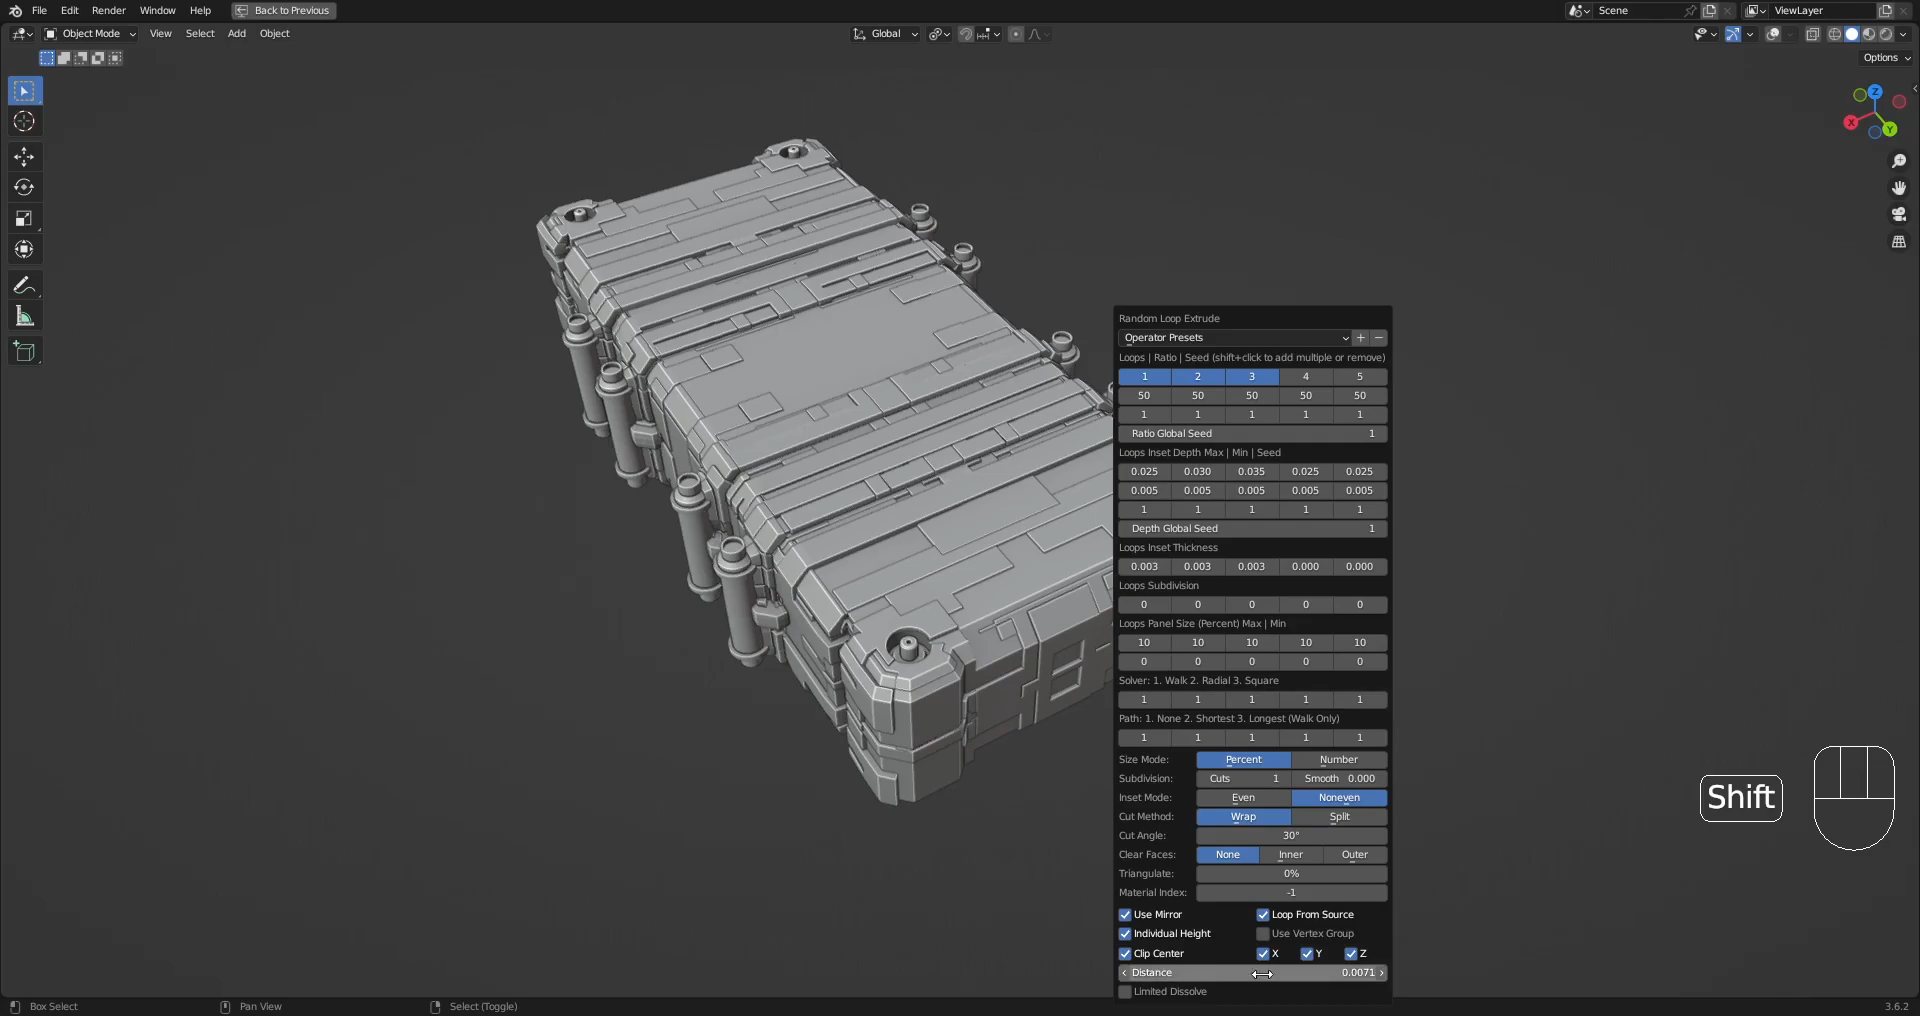 File Edit Render Window Help Back to Previous Scene ViewLayer
Object Mode View Select Add Object Global
Options
Z
X Y
Random Loop Extrude
Operator Presets
Loops | Ratio | Seed (shift+click to add multiple or remove)
1 2 3 4 5
50 50 50 50 50
1 1 1 1 1
Ratio Global Seed 1
Loops Inset Depth Max | Min | Seed
0.025 0.030 0.035 0.025 0.025
0.005 0.005 0.005 0.005 0.005
1 1 1 1 1
Depth Global Seed 1
Loops Inset Thickness
0.003 0.003 0.003 0.000 0.000
Loops Subdivision
0 0 0 0 0
Loops Panel Size (Percent) Max | Min
10 10 10 10 10
0 0 0 0 0
Solver: 1. Walk 2. Radial 3. Square
1 1 1 1 1
Path: 1. None 2. Shortest 3. Longest (Walk Only)
1 1 1 1 1
Size Mode: Percent Number
Subdivision: Cuts 1 Smooth 0.000
Inset Mode: Even Noneven
Cut Method: Wrap Split
Cut Angle: 30°
Clear Faces: None Inner Outer
Triangulate: 0%
Material Index: -1
Use Mirror Loop From Source
Individual Height Use Vertex Group
Clip Center X Y Z
Distance 0.0071
Limited Dissolve
Shift
Box Select Pan View Select (Toggle) 3.6.2